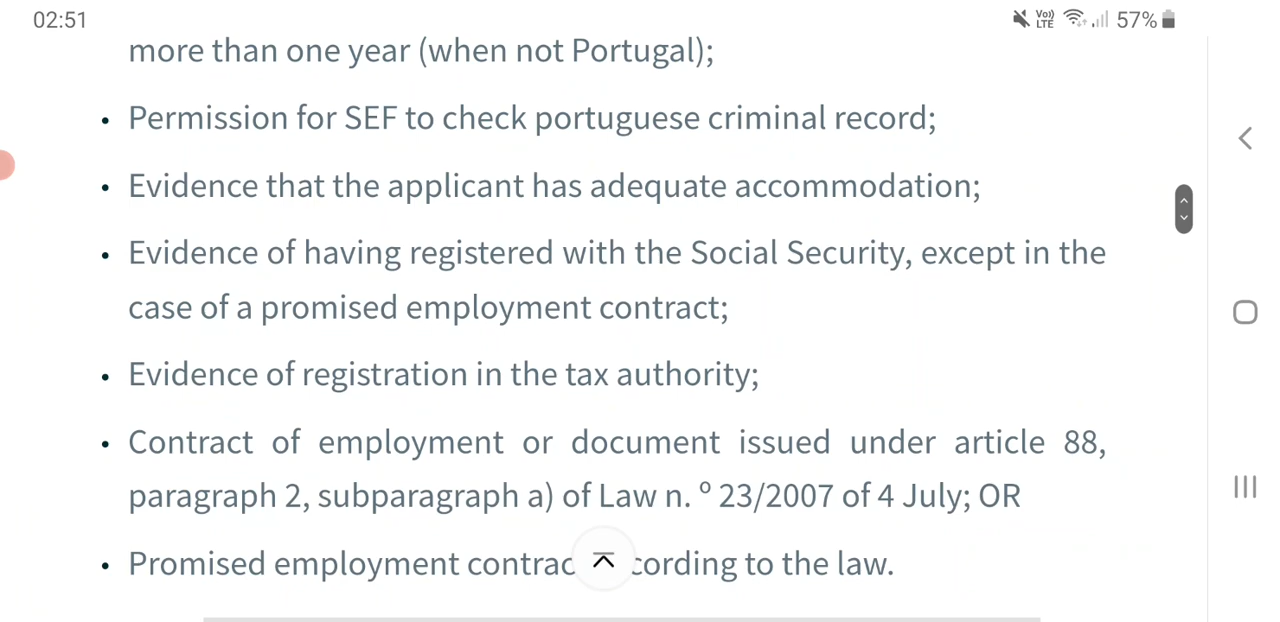 02:51 Vo)) LTE 57%
more than one year (when not Portugal);
• Permission for SEF to check portuguese criminal record;
• Evidence that the applicant has adequate accommodation;
• Evidence of having registered with the Social Security, except in the
case of a promised employment contract;
• Evidence of registration in the tax authority;
• Contract of employment or document issued under article 88,
paragraph 2, subparagraph a) of Law n. º 23/2007 of 4 July; OR
• Promised employment contrac cording to the law.